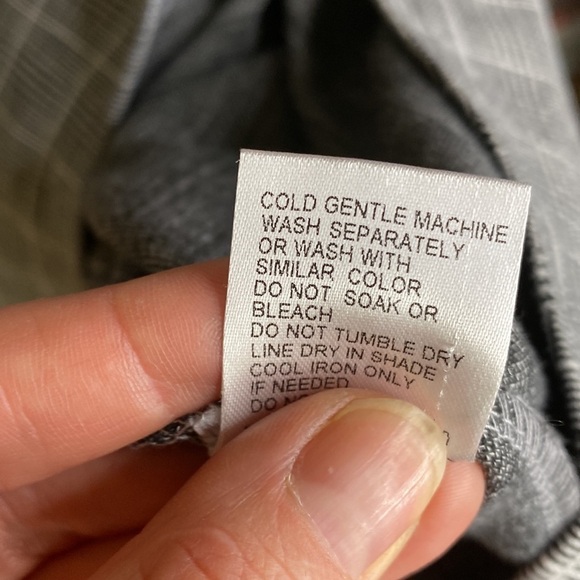 COLD GENTLE MACHINE
WASH SEPARATELY
OR WASH WITH
SIMILAR COLOR
DO NOT SOAK OR
BLEACH
DO NOT TUMBLE DRY
LINE DRY IN SHADE
COOL IRON ONLY
IF NEEDED
DO